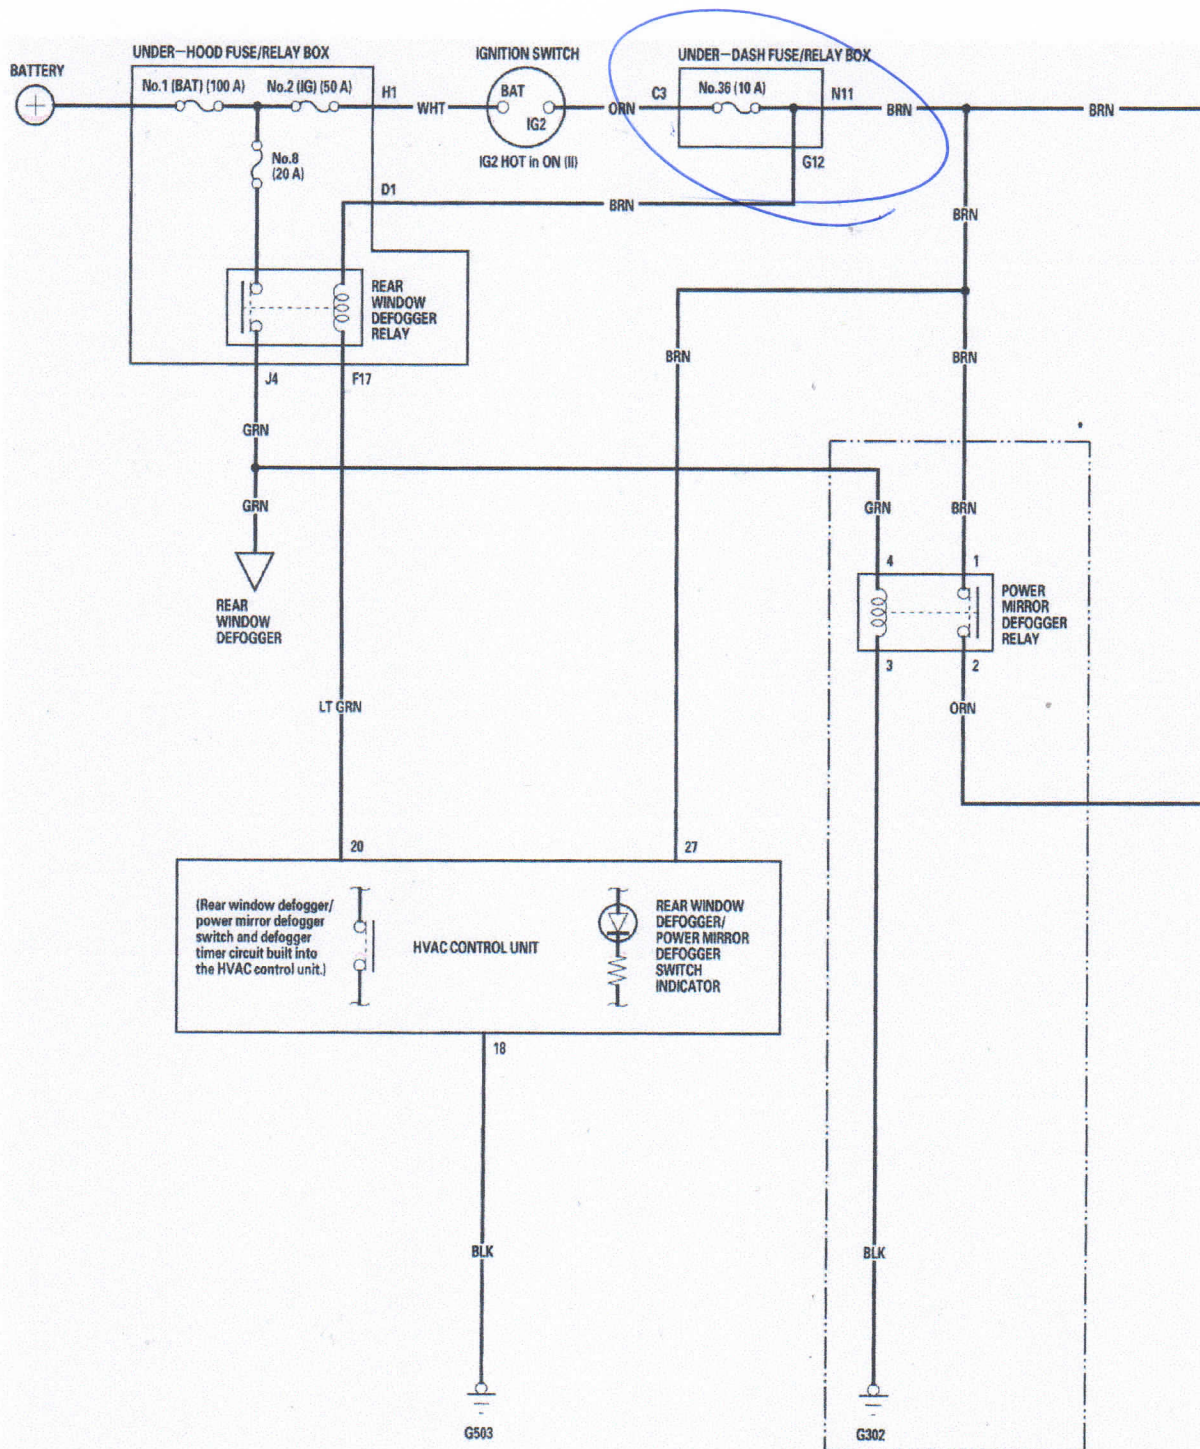 UNDER–HOOD FUSE/RELAY BOX
IGNITION SWITCH
UNDER–DASH FUSE/RELAY BOX
BATTERY
No.1 (BAT) (100 A)
No.2 (IG) (50 A)
H1
WHT
BAT
IG2
IG2 HOT in ON (II)
ORN
C3
No.36 (10 A)
N11
BRN
BRN
No.8
(20 A)
G12
D1
BRN
BRN
REAR
WINDOW
DEFOGGER
RELAY
J4
F17
BRN
BRN
GRN
GRN
GRN
BRN
4
1
POWER
MIRROR
DEFOGGER
RELAY
REAR
WINDOW
DEFOGGER
3
2
LT GRN
ORN
20
27
(Rear window defogger/
power mirror defogger
switch and defogger
timer circuit built into
the HVAC control unit.)
HVAC CONTROL UNIT
REAR WINDOW
DEFOGGER/
POWER MIRROR
DEFOGGER
SWITCH
INDICATOR
18
BLK
BLK
G503
G302